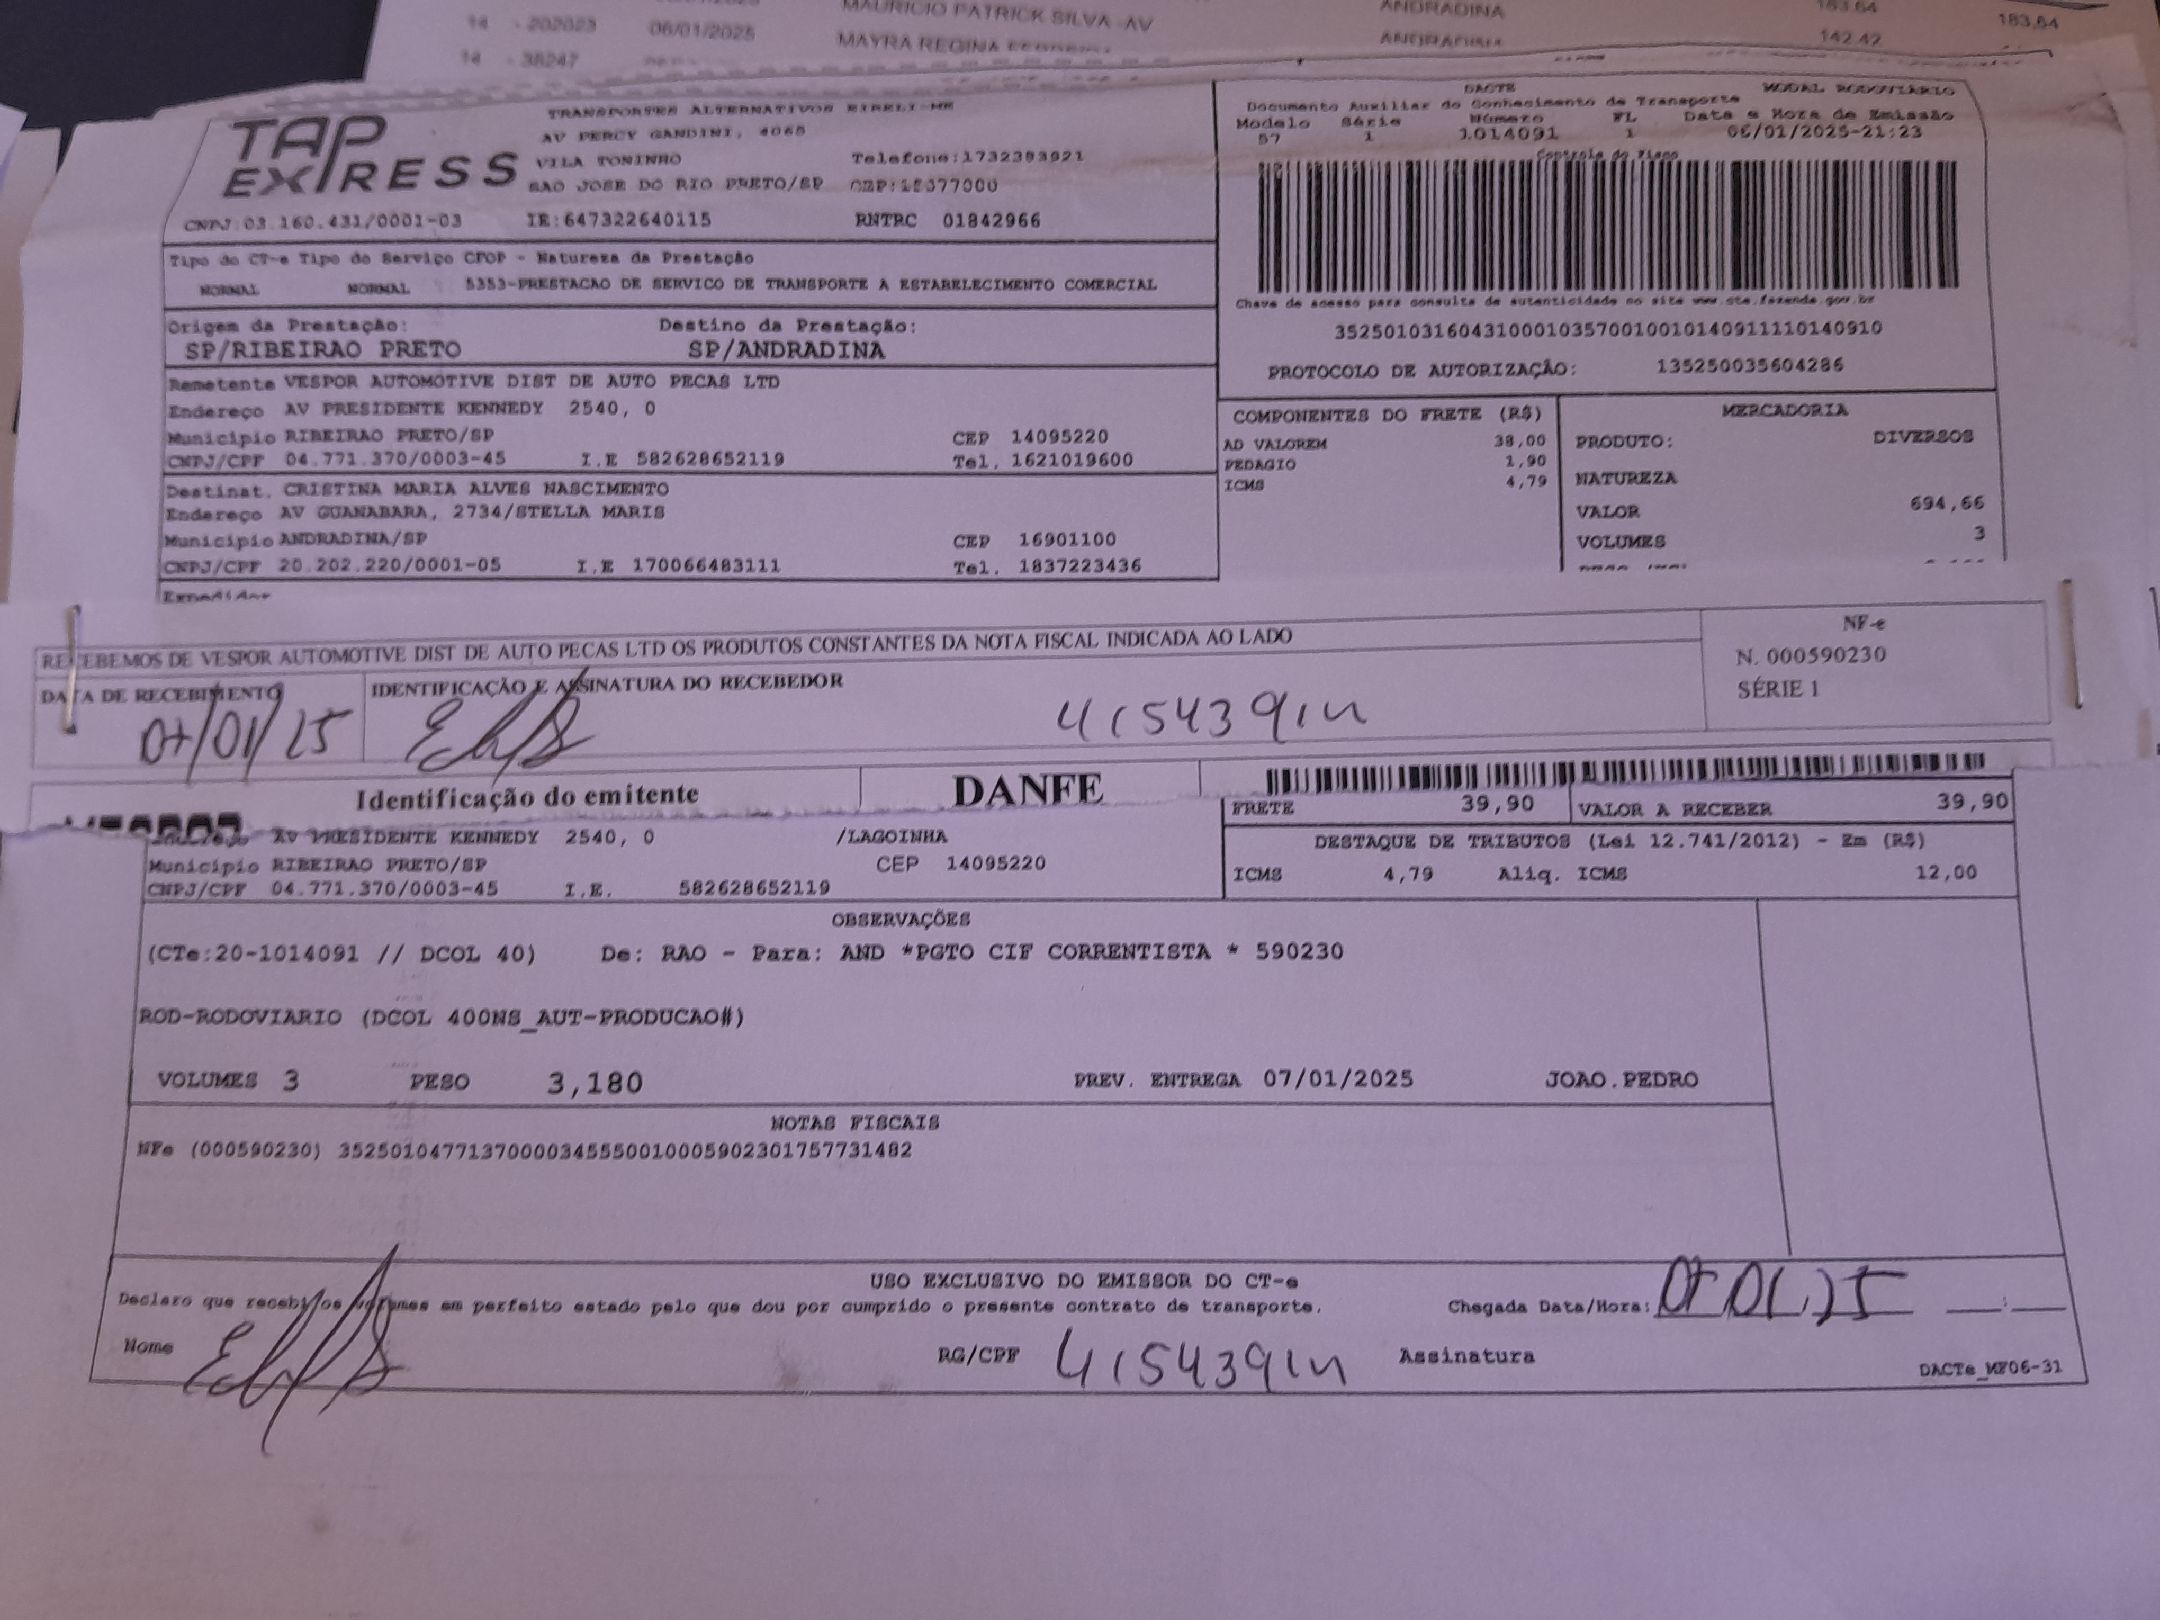 14 - 202023 06/01/2025 MAURICIO PATRICK SILVA -AV ANDRADINA 183,64 183,64
14 - 38247 MAYRA REGINA ANDRADINA 142,42
TAP EXPRESS
TRANSPORTES ALTERNATIVOS EIRELI-ME
AV PERCY GANDINI, 4065
VILA TONINHO Telefone:1732393921
SAO JOSE DO RIO PRETO/SP CEP:15077000
CNPJ:03.160.431/0001-03 IE:647322640115 RNTRC 01842966
DACTE MODAL RODOVIÁRIO
Documento Auxiliar do Conhecimento de Transporte
Modelo Série Número FL Data e Hora de Emissão
57 1 1014091 1 06/01/2025-21:23
Controle do Fisco
Chave de acesso para consulta de autenticidade no site www.cte.fazenda.gov.br
35250103160431000103570010010140911110140910
PROTOCOLO DE AUTORIZAÇÃO: 135250035604286
Tipo do CT-e Tipo do Serviço CFOP - Natureza da Prestação
NORMAL NORMAL 5353-PRESTACAO DE SERVICO DE TRANSPORTE A ESTABELECIMENTO COMERCIAL
Origem da Prestação: Destino da Prestação:
SP/RIBEIRAO PRETO SP/ANDRADINA
Remetente VESPOR AUTOMOTIVE DIST DE AUTO PECAS LTD
Endereço AV PRESIDENTE KENNEDY 2540, 0
Município RIBEIRAO PRETO/SP CEP 14095220
CNPJ/CPF 04.771.370/0003-45 I.E 582628652119 Tel. 1621019600
Destinat. CRISTINA MARIA ALVES NASCIMENTO
Endereço AV GUANABARA, 2734/STELLA MARIS
Município ANDRADINA/SP CEP 16901100
CNPJ/CPF 20.202.220/0001-05 I.E 170066483111 Tel. 1837223436
Expedidor
COMPONENTES DO FRETE (R$)
AD VALOREM 38,00
PEDAGIO 1,90
ICMS 4,79
MERCADORIA
PRODUTO: DIVERSOS
NATUREZA
VALOR 694,66
VOLUMES 3
RECEBEMOS DE VESPOR AUTOMOTIVE DIST DE AUTO PECAS LTD OS PRODUTOS CONSTANTES DA NOTA FISCAL INDICADA AO LADO
DATA DE RECEBIMENTO IDENTIFICAÇÃO E ASSINATURA DO RECEBEDOR
07/01/25
NF-e
N. 000590230
SÉRIE 1
Identificação do emitente DANFE
FRETE 39,90 VALOR A RECEBER 39,90
Endereço AV PRESIDENTE KENNEDY 2540, 0 /LAGOINHA
Município RIBEIRAO PRETO/SP CEP 14095220
CNPJ/CPF 04.771.370/0003-45 I.E. 582628652119
DESTAQUE DE TRIBUTOS (Lei 12.741/2012) - Em (R$)
ICMS 4,79 Aliq. ICMS 12,00
OBSERVAÇÕES
(CTe:20-1014091 // DCOL 40) De: RAO - Para: AND *PGTO CIF CORRENTISTA * 590230
ROD-RODOVIARIO (DCOL 400NS_AUT-PRODUCAO#)
VOLUMES 3 PESO 3,180 PREV. ENTREGA 07/01/2025 JOAO.PEDRO
NOTAS FISCAIS
NFe (000590230) 35250104771370000345550010005902301757731482
USO EXCLUSIVO DO EMISSOR DO CT-e
Declaro que recebi os volumes em perfeito estado pelo que dou por cumprido o presente contrato de transporte. Chegada Data/Hora: 07 01 25
Nome RG/CPF Assinatura
DACTe_MF06-31